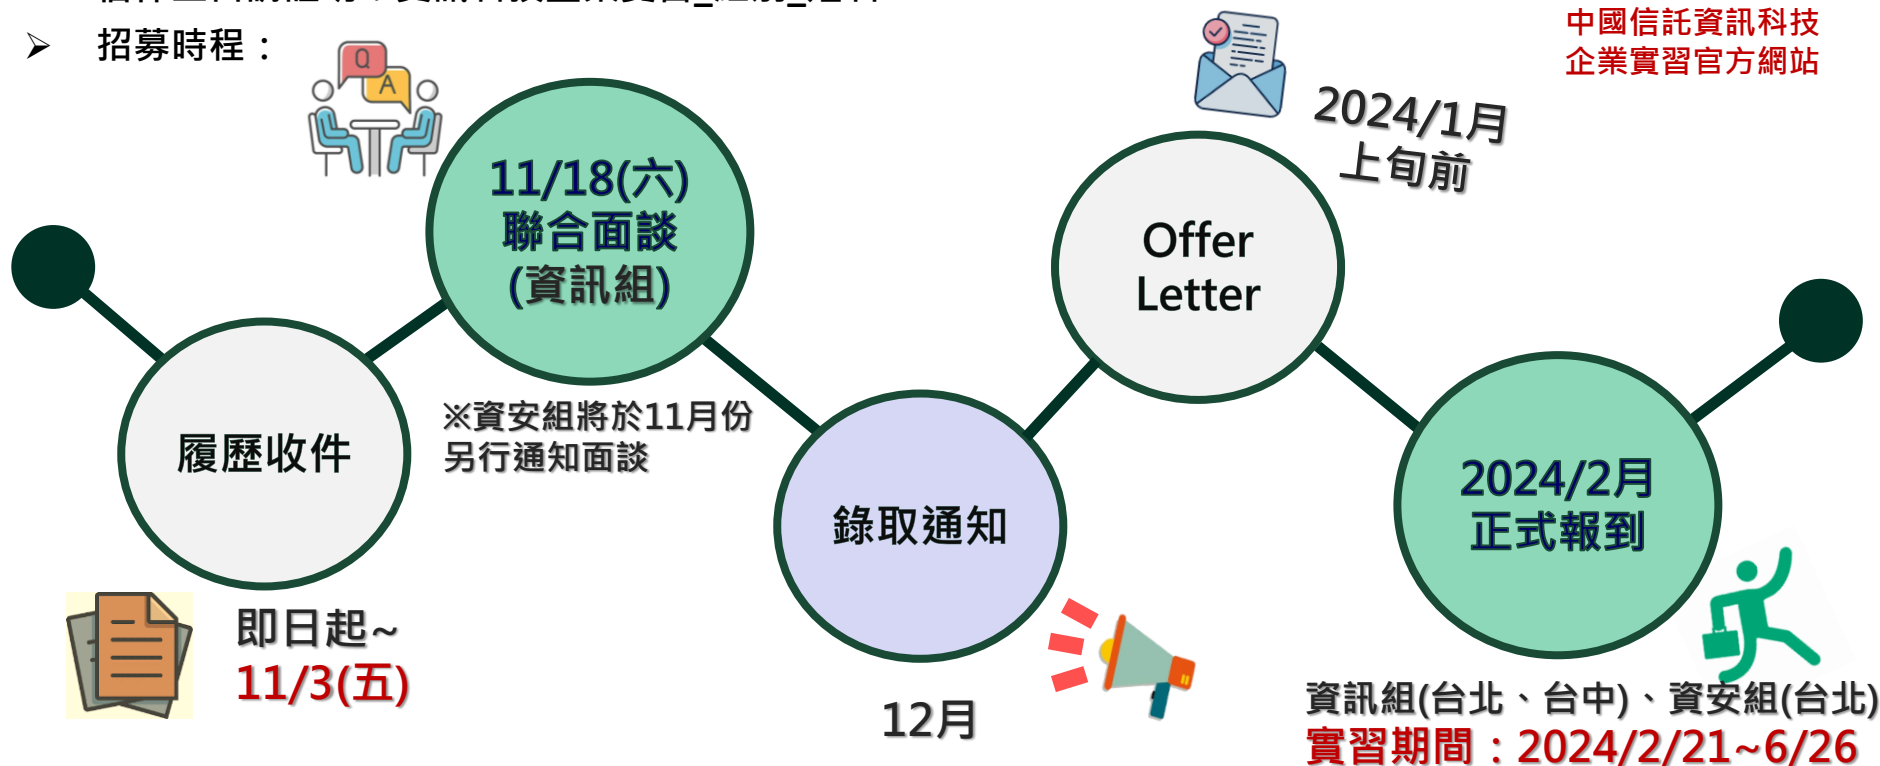 招募時程：
中國信託資訊科技
企業實習官方網站
Q
A
11/18(六)
聯合面談
(資訊組)
2024/1月
上旬前
Offer
Letter
履歷收件
※資安組將於11月份
另行通知面談
錄取通知
2024/2月
正式報到
即日起~
11/3(五)
12月
資訊組(台北、台中)、資安組(台北)
實習期間：2024/2/21~6/26